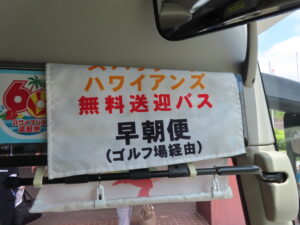 ハワイアンズ
無料送迎バス
早朝便
(ゴルフ場経由)
60